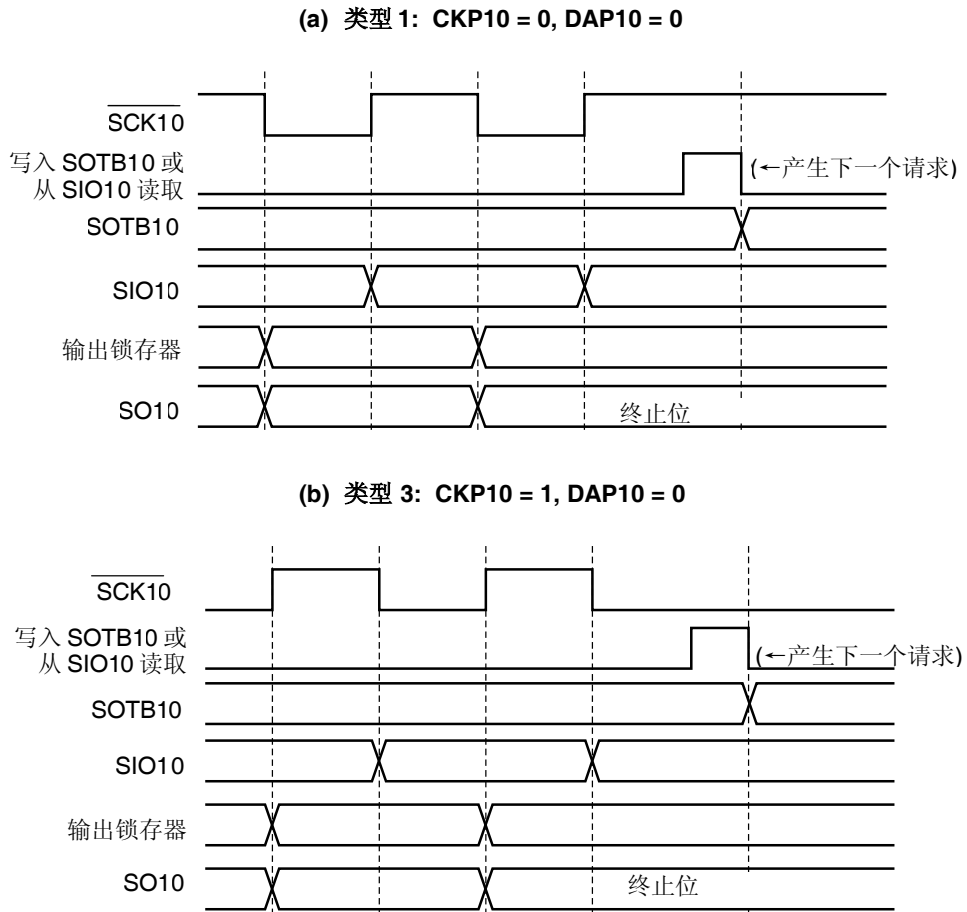 (a) 类型 1: CKP10 = 0, DAP10 = 0
SCK10
写入 SOTB10 或
从 SIO10 读取
(←产生下一个请求)
SOTB10
SIO10
输出锁存器
SO10
终止位
(b) 类型 3: CKP10 = 1, DAP10 = 0
SCK10
写入 SOTB10 或
从 SIO10 读取
(←产生下一个请求)
SOTB10
SIO10
输出锁存器
SO10
终止位